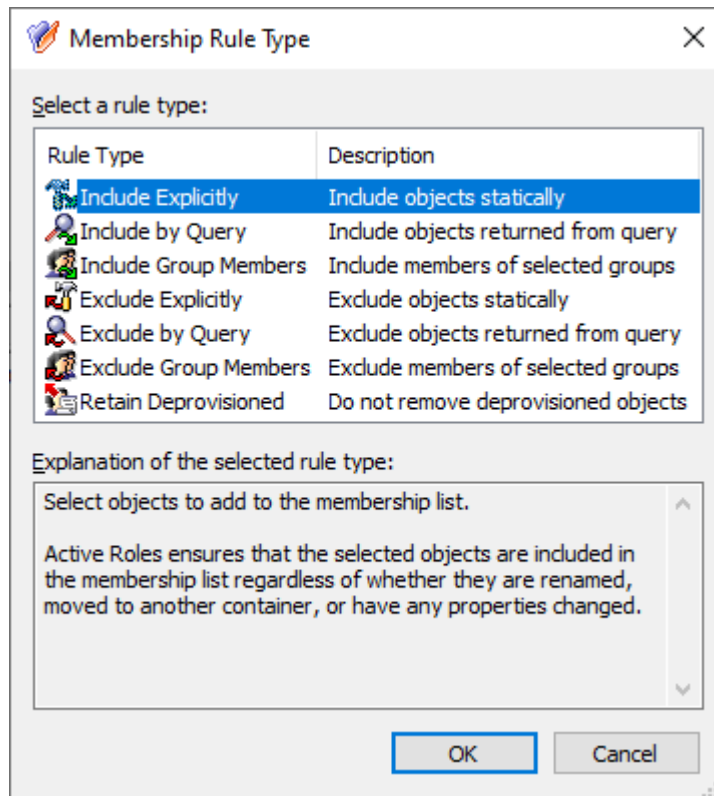 Membership Rule Type
Select a rule type:
Rule Type Description
Include Explicitly Include objects statically
Include by Query Include objects returned from query
Include Group Members Include members of selected groups
Exclude Explicitly Exclude objects statically
Exclude by Query Exclude objects returned from query
Exclude Group Members Exclude members of selected groups
Retain Deprovisioned Do not remove deprovisioned objects
Explanation of the selected rule type:
Select objects to add to the membership list.
Active Roles ensures that the selected objects are included in
the membership list regardless of whether they are renamed,
moved to another container, or have any properties changed.
OK Cancel